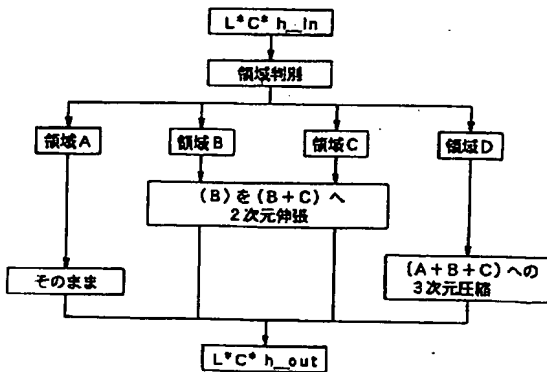 L*C* h_in
領域判別
領域A
領域B
領域C
領域D
(B)を(B+C)へ
2次元伸張
そのまま
(A+B+C)への
3次元圧縮
L*C* h_out